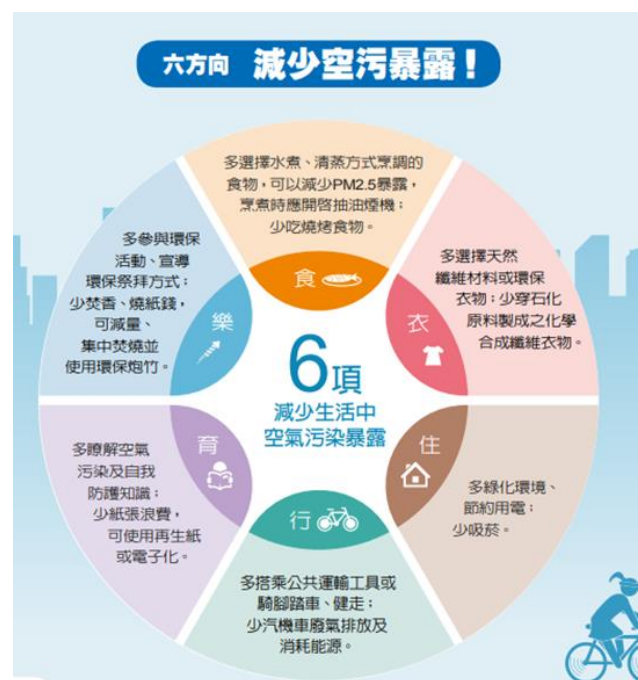 六方向 減少空污暴露！
多選擇水煮、清蒸方式烹調的
食物，可以減少PM2.5暴露，
烹煮時應開啓抽油煙機；
少吃燒烤食物。
食
多選擇天然
纖維材料或環保
衣物；少穿石化
原料製成之化學
合成纖維衣物。
衣
多綠化環境、
節約用電；
少吸菸。
住
行
多搭乘公共運輸工具或
騎腳踏車、健走；
少汽機車廢氣排放及
消耗能源。
多瞭解空氣
污染及自我
防護知識；
少紙張浪費，
可使用再生紙
或電子化。
育
多參與環保
活動、宣導
環保祭拜方式；
少焚香、燒紙錢，
可減量、
集中焚燒並
使用環保炮竹。
樂
6項
減少生活中
空氣污染暴露